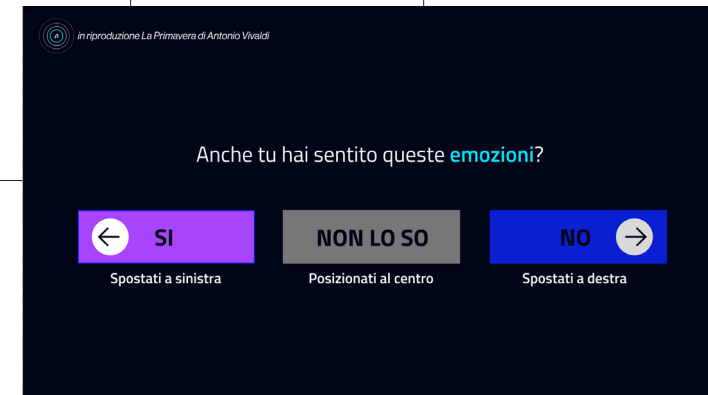 in riproduzione La Primavera di Antonio Vivaldi
Anche tu hai sentito queste emozioni?
SI
NON LO SO
NO
Spostati a sinistra
Posizionati al centro
Spostati a destra